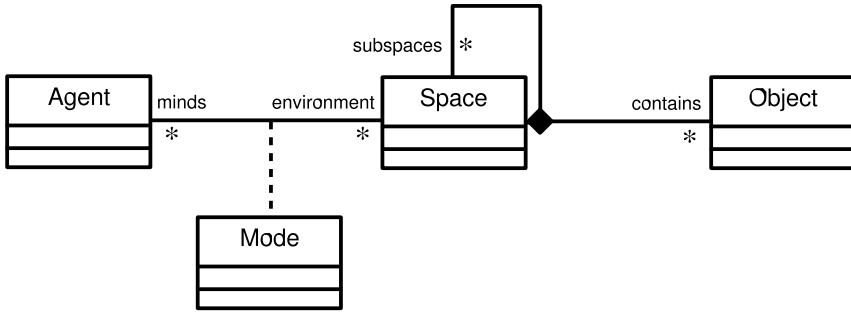 subspaces *
Agent minds environment Space contains Object
* * *
Mode